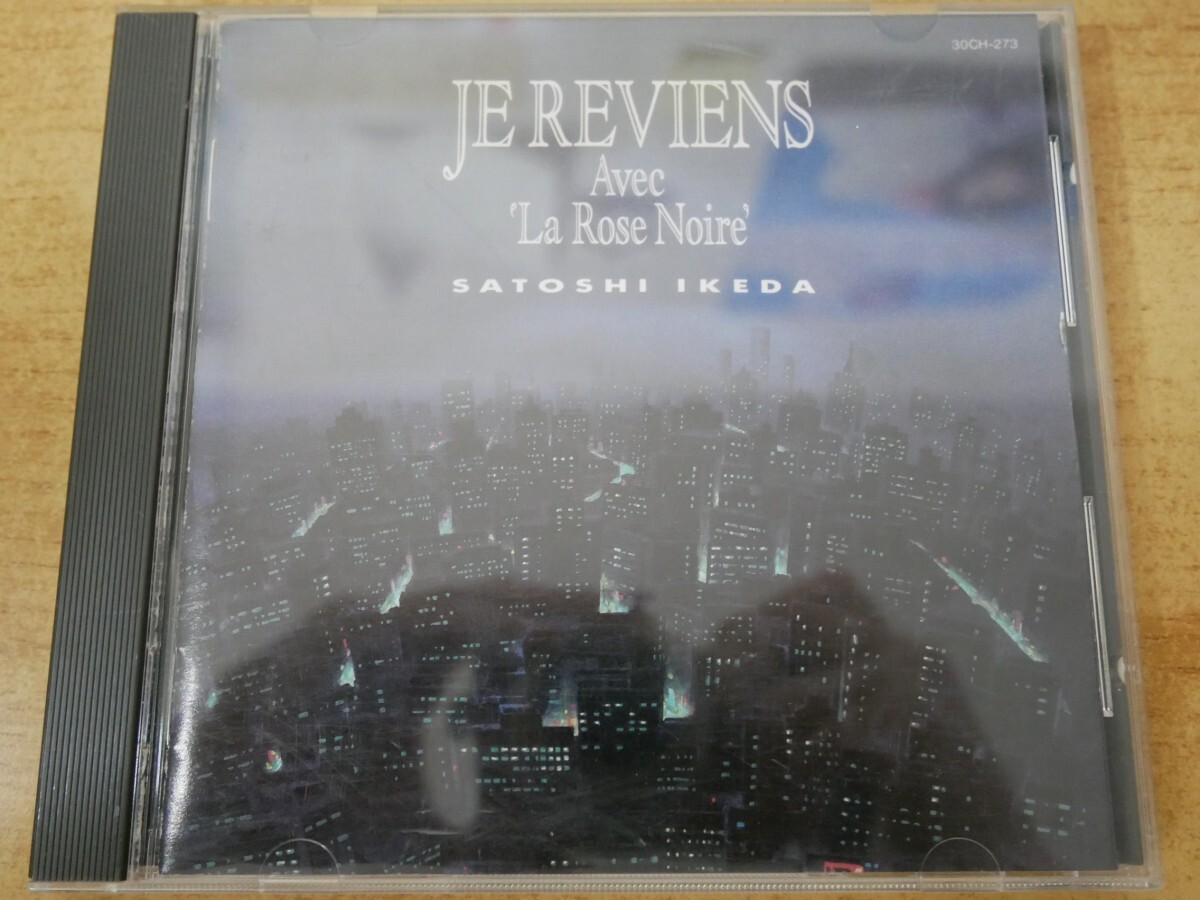 30CH-273
JE REVIENS
Avec
'La Rose Noire'
SATOSHI IKEDA